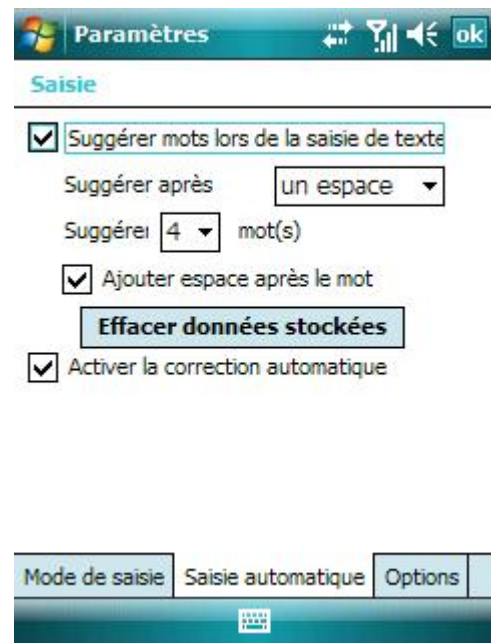 Paramètres ok
Saisie
Suggérer mots lors de la saisie de texte
Suggérer après un espace
Suggérer 4 mot(s)
Ajouter espace après le mot
Effacer données stockées
Activer la correction automatique
Mode de saisie Saisie automatique Options